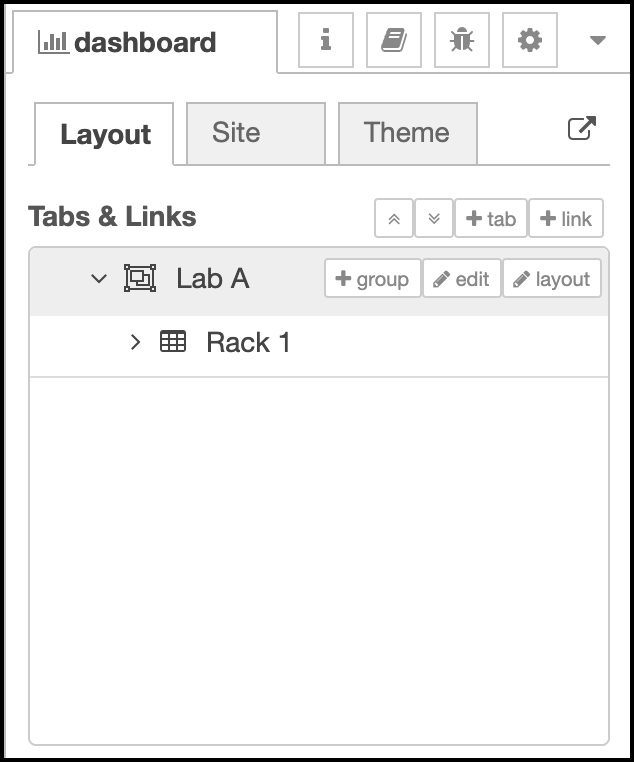 dashboard
Layout Site Theme
Tabs & Links + tab + link
Lab A + group edit layout
Rack 1